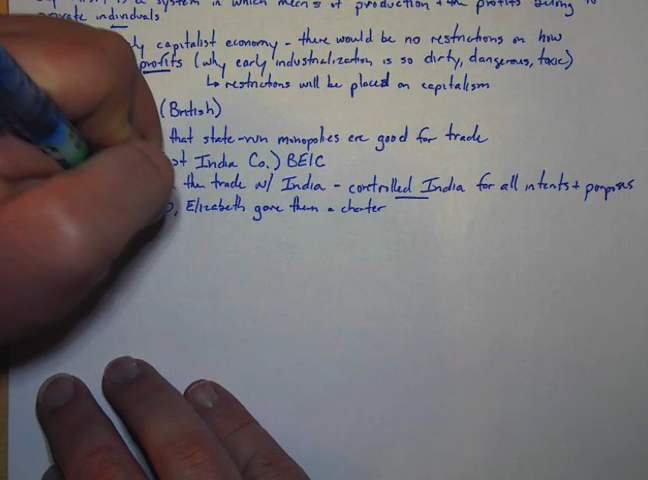 is a system in which means of production + the profits belong to
private individuals
capitalist economy - there would be no restrictions on how
profits (why early industrialization is so dirty, dangerous, toxic)
↳ restrictions will be placed on capitalism
(British)
that state-run monopolies are good for trade
India Co.) BEIC
the trade w/ India - controlled India for all intents + purposes
Elizabeth gave them a charter